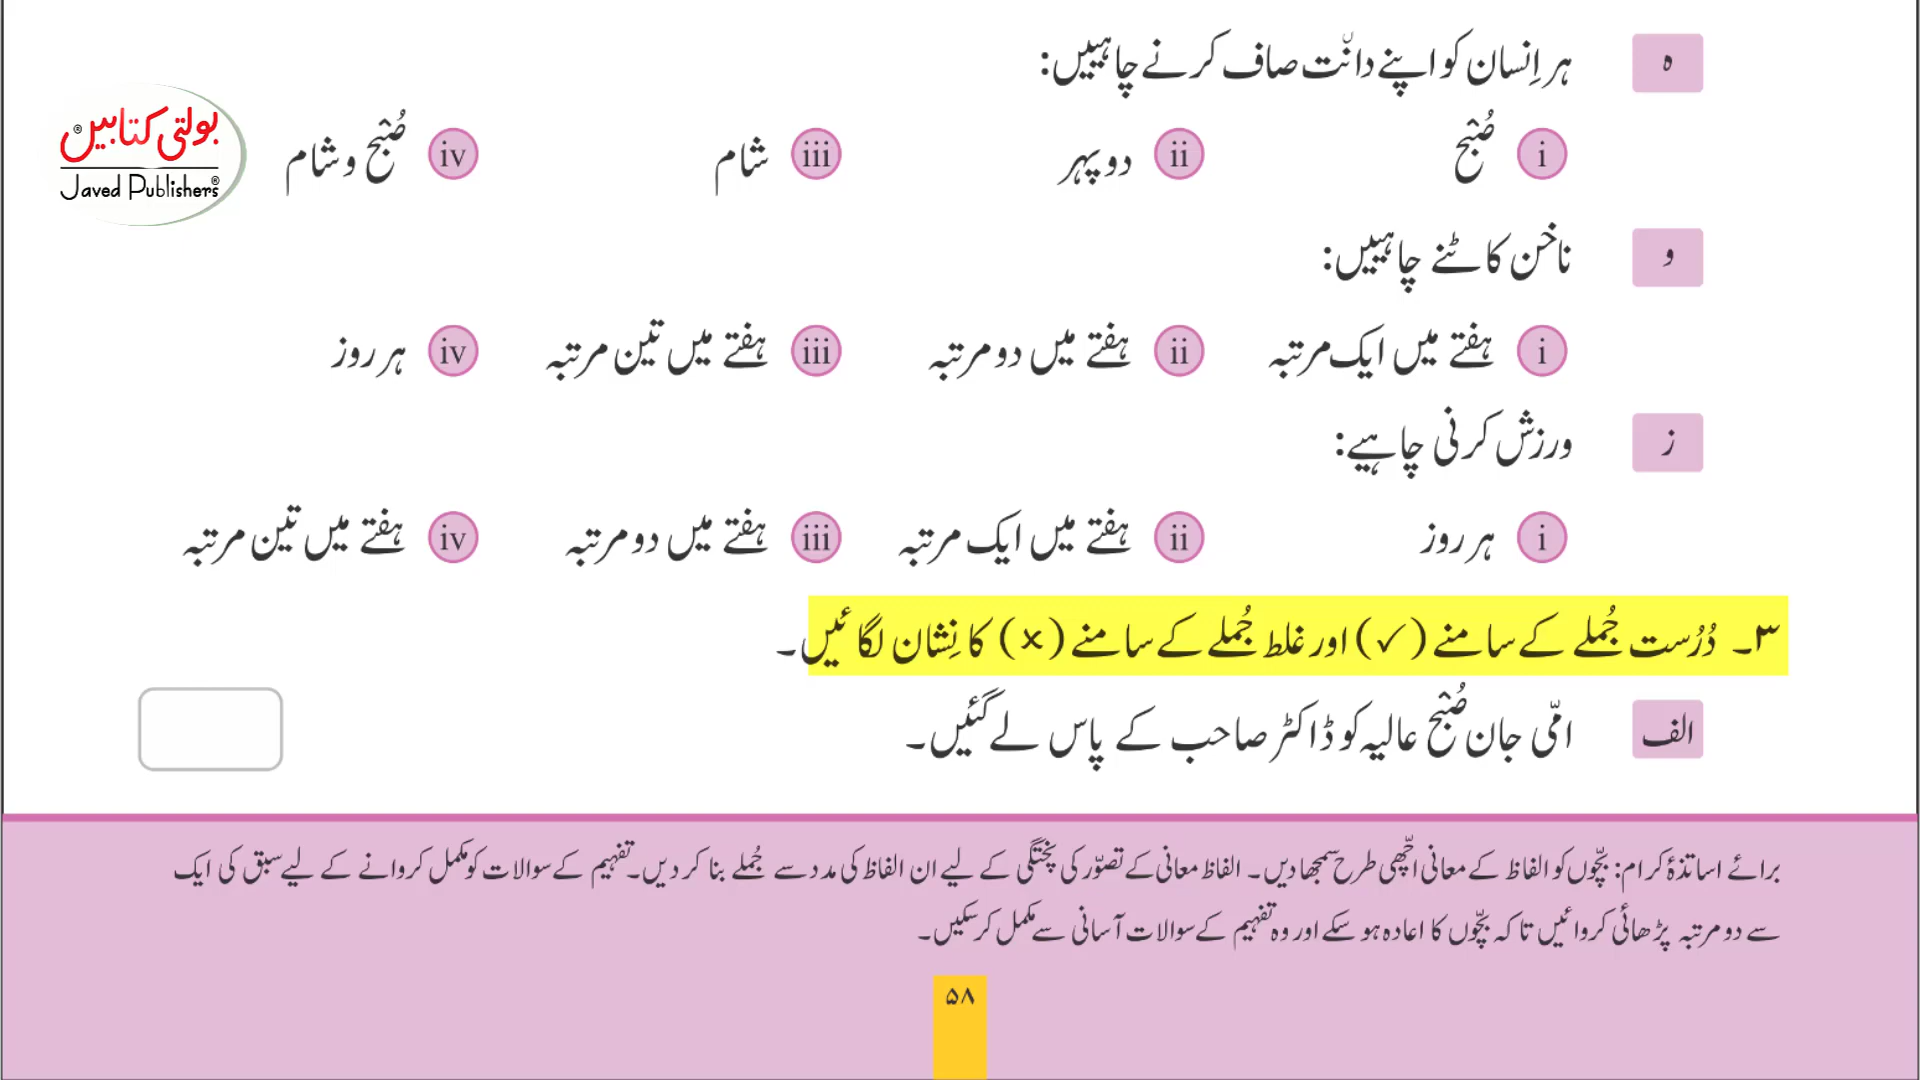 ہ ہر اِنسان کو اپنے دانْت صاف کرنے چاہییں:
بولتی کتابیں®
Javed Publishers®
i صُبْح ii دوپہر iii شام iv صُبْح و شام
و ناخن کاٹنے چاہییں:
i ہفتے میں ایک مرتبہ ii ہفتے میں دو مرتبہ iii ہفتے میں تین مرتبہ iv ہر روز
ز ورزش کرنی چاہیے:
i ہر روز ii ہفتے میں ایک مرتبہ iii ہفتے میں دو مرتبہ iv ہفتے میں تین مرتبہ
۳۔ دُرُست جُملے کے سامنے (✓) اور غلط جُملے کے سامنے (×) کا نِشان لگائیں۔
الف امّی جان صُبْح عالیہ کو ڈاکٹر صاحب کے پاس لے گئیں۔
برائے اساتذۂ کرام: بچّوں کو الفاظ کے معانی اچّھی طرح سمجھا دیں۔ الفاظ معانی کے تصوّر کی پختگی کے لیے ان الفاظ کی مدد سے جُملے بنا کر دیں۔ تفہیم کے سوالات کو مکمل کروانے کے لیے سبق کی ایک
سے دو مرتبہ پڑھائی کروائیں تاکہ بچّوں کا اعادہ ہو سکے اور وہ تفہیم کے سوالات آسانی سے مکمل کر سکیں۔
۵۸